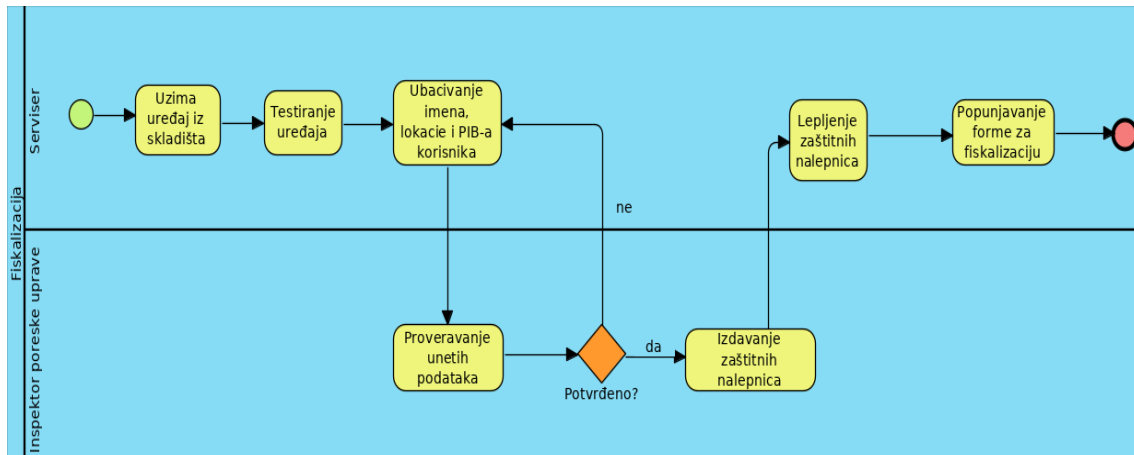 Fiskalizacija
Serviser
Uzima
uređaj iz
skladišta
Testiranje
uređaja
Ubacivanje
imena,
lokacie i PIB-a
korisnika
Lepljenje
zaštitnih
nalepnica
Popunjavanje
forme za
fiskalizaciju
ne
Inspektor poreske uprave
Proveravanje
unetih
podataka
Potvrđeno?
da
Izdavanje
zaštitnih
nalepnica